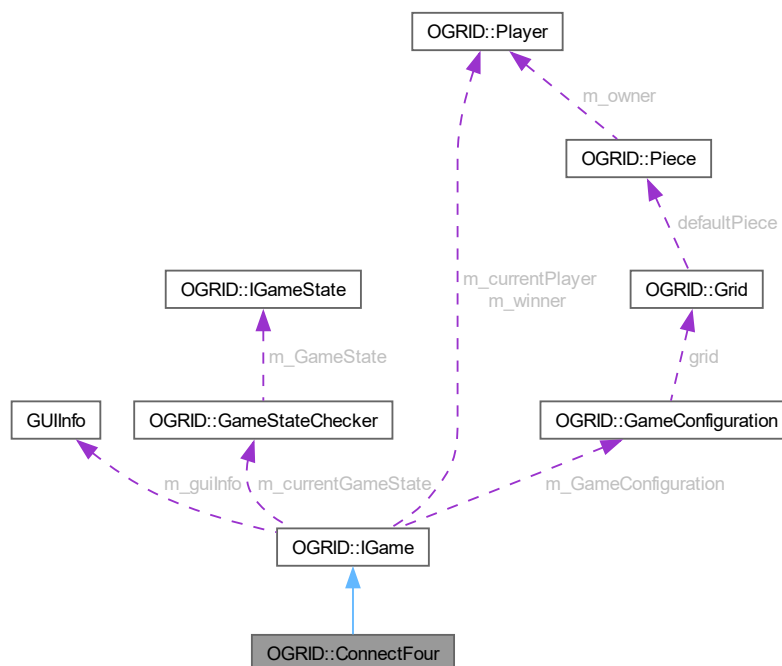 OGRID::Player
m_owner
OGRID::Piece
defaultPiece
OGRID::IGameState
m_currentPlayer
m_winner
OGRID::Grid
m_GameState
grid
GUIInfo
OGRID::GameStateChecker
OGRID::GameConfiguration
m_guiInfo
m_currentGameState
m_GameConfiguration
OGRID::IGame
OGRID::ConnectFour